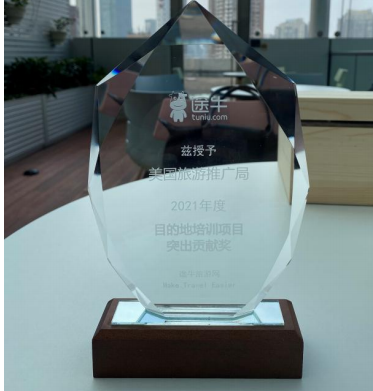 途牛
tuniu.com
兹授予
美国旅游推广局
2021年度
目的地培训项目
突出贡献奖